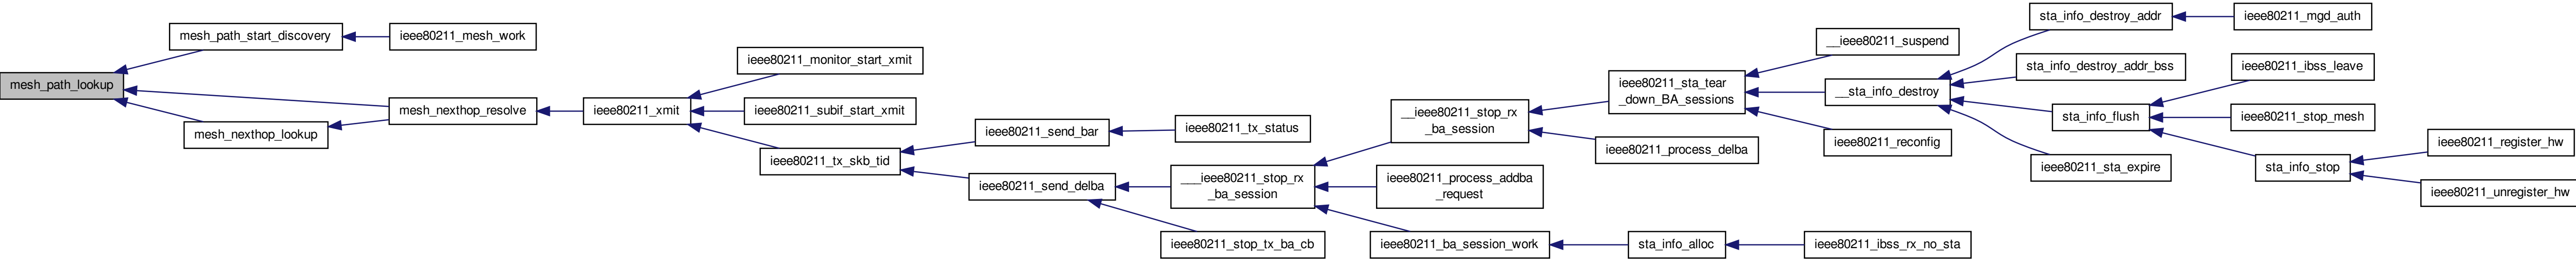 mesh_path_lookup
mesh_path_start_discovery
ieee80211_mesh_work
mesh_nexthop_resolve
mesh_nexthop_lookup
ieee80211_xmit
ieee80211_monitor_start_xmit
ieee80211_subif_start_xmit
ieee80211_tx_skb_tid
ieee80211_send_bar
ieee80211_tx_status
ieee80211_send_delba
___ieee80211_stop_rx
_ba_session
ieee80211_stop_tx_ba_cb
__ieee80211_stop_rx
_ba_session
ieee80211_process_addba
_request
ieee80211_ba_session_work
ieee80211_sta_tear
_down_BA_sessions
ieee80211_process_delba
sta_info_alloc
ieee80211_ibss_rx_no_sta
__ieee80211_suspend
__sta_info_destroy
ieee80211_reconfig
sta_info_destroy_addr
ieee80211_mgd_auth
sta_info_destroy_addr_bss
sta_info_flush
ieee80211_sta_expire
ieee80211_ibss_leave
ieee80211_stop_mesh
sta_info_stop
ieee80211_register_hw
ieee80211_unregister_hw